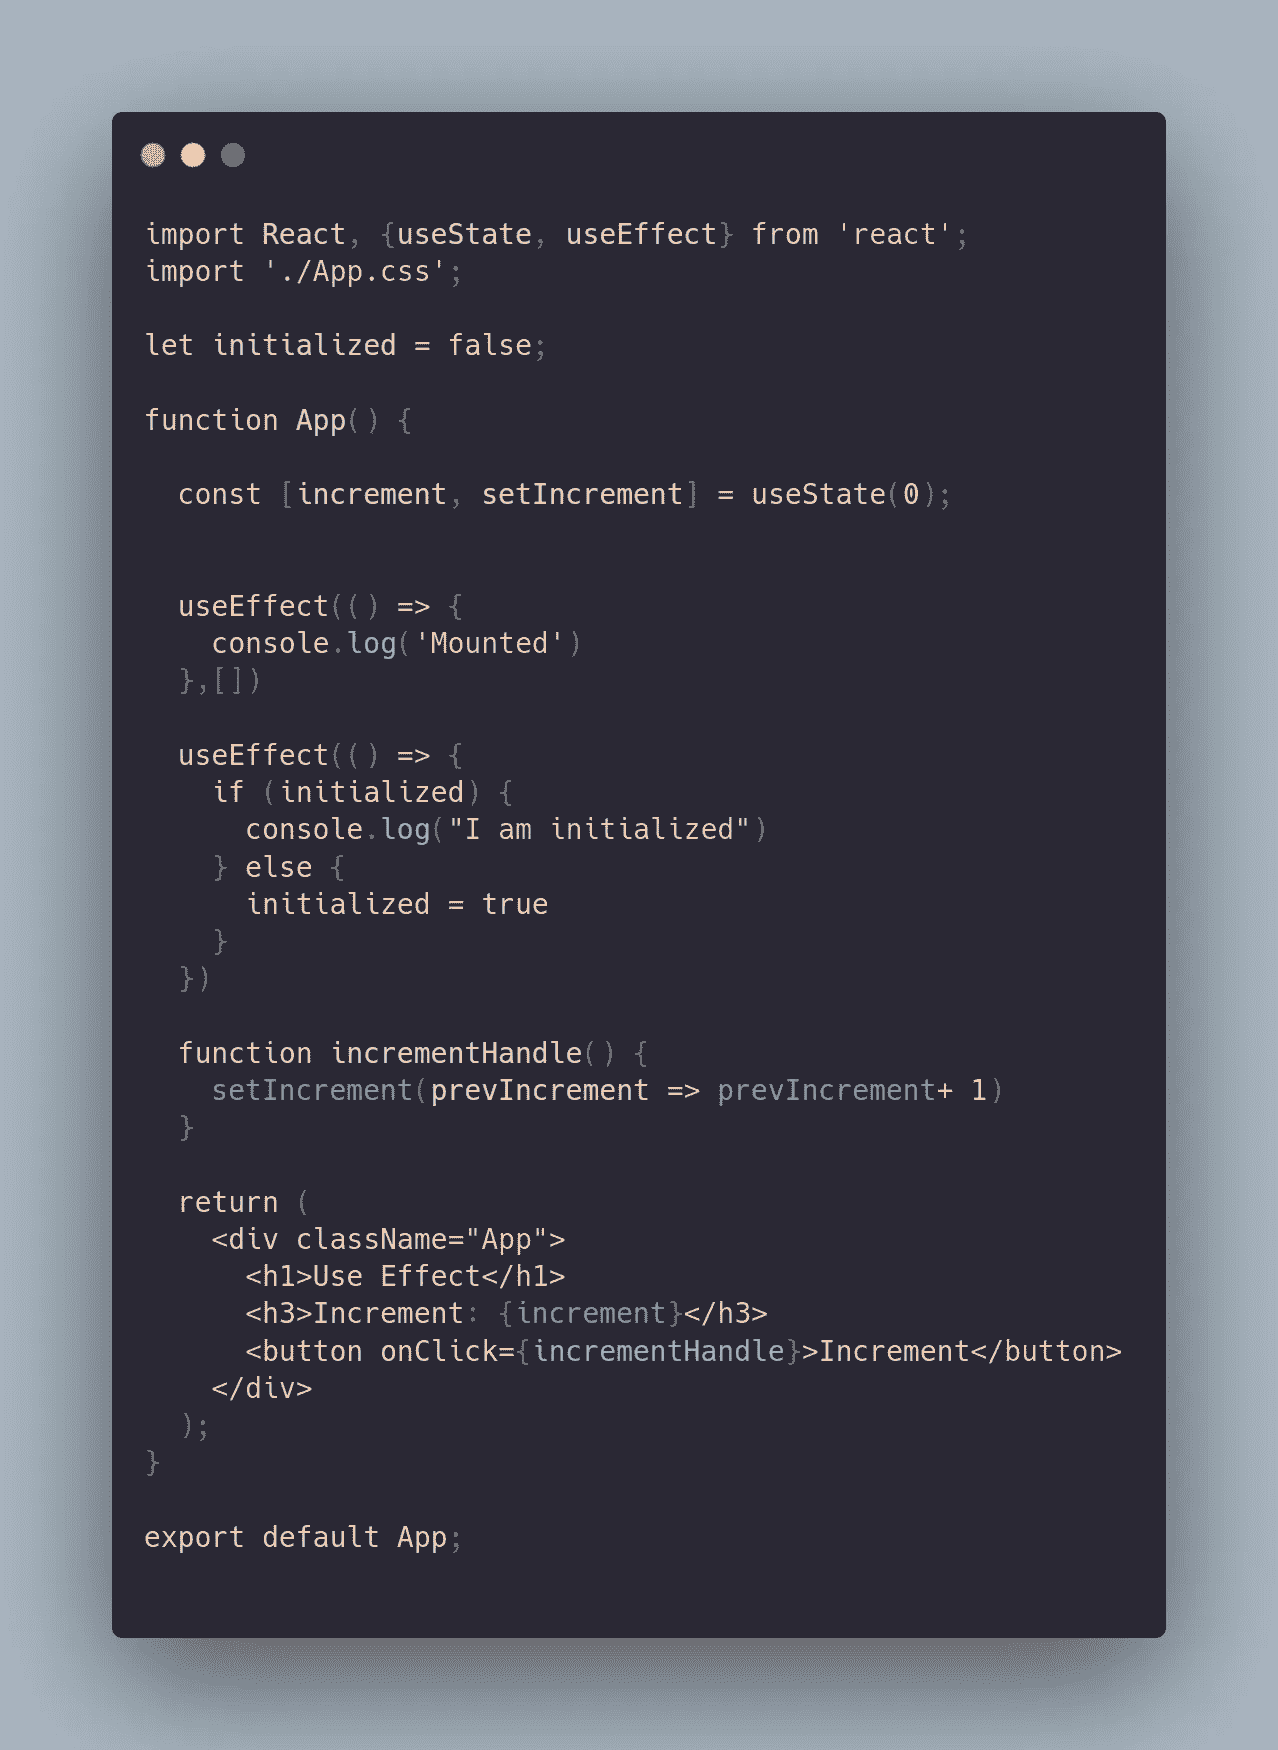 import React, {useState, useEffect} from 'react';
import './App.css';
let initialized = false;
function App() {
const [increment, setIncrement] = useState(0);
useEffect(() => {
console.log('Mounted')
},[])
useEffect(() => {
if (initialized) {
console.log("I am initialized")
} else {
initialized = true
}
})
function incrementHandle() {
setIncrement(prevIncrement => prevIncrement+ 1)
}
return (
<div className="App">
<h1>Use Effect</h1>
<h3>Increment: {increment}</h3>
<button onClick={incrementHandle}>Increment</button>
</div>
);
}
export default App;